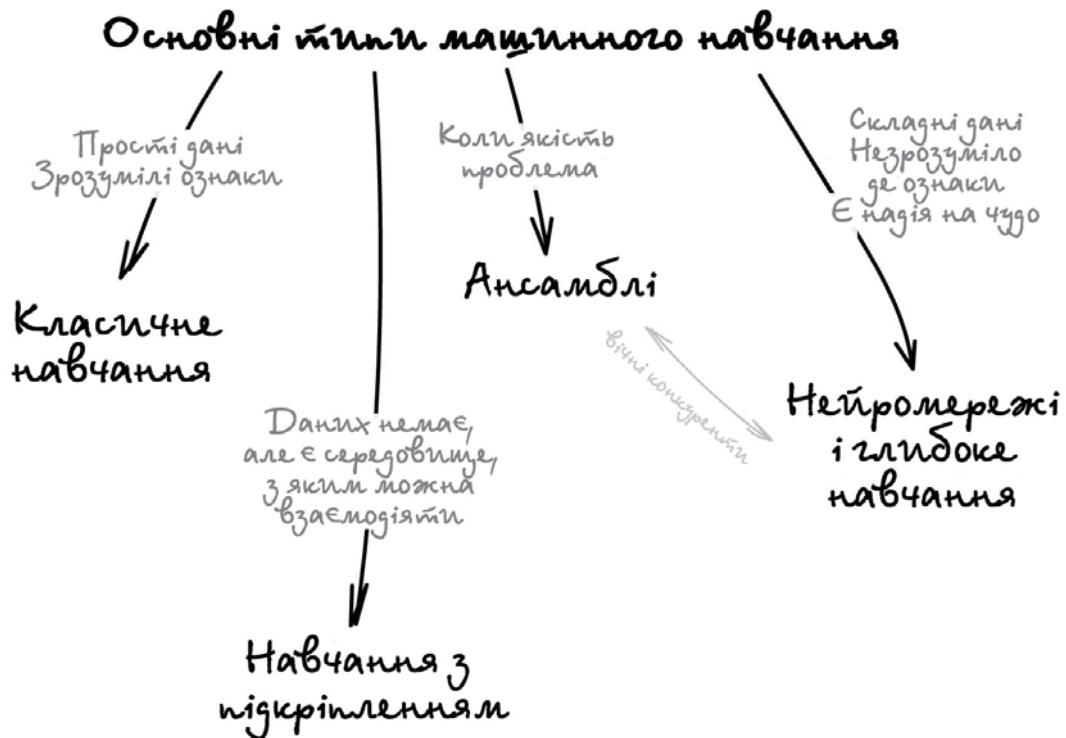 Основні типи машинного навчання
Прості дані
Зрозумілі ознаки
Класичне
навчання
Даних немає,
але є середовище,
з яким можна
взаємодіяти
Навчання з
підкріпленням
Коли якість
проблема
Ансамблі
вічні конкуренти
Складні дані
Незрозуміло
де ознаки
Є надія на чудо
Нейромережі
і глибоке
навчання